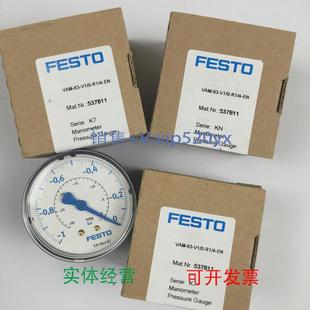 FESTO
VAM-63-V1/0-R1/4-EN
Mat.Nr. 537811
Serie: K7
Manometer
Pressure Gauge
FESTO
VAM-63-V1/0-R1/4-EN
Mat.Nr.: 537811
Serie: KN
Manometer
Pressure Gauge
-0,6
-0,4
-0,8
-0,2
-1
0
FESTO
FESTO
VAM-63-V1/0-R1/4-EN
Mat.Nr.: 537811
Manometer
Pressure Gauge
实体经营
可开发票